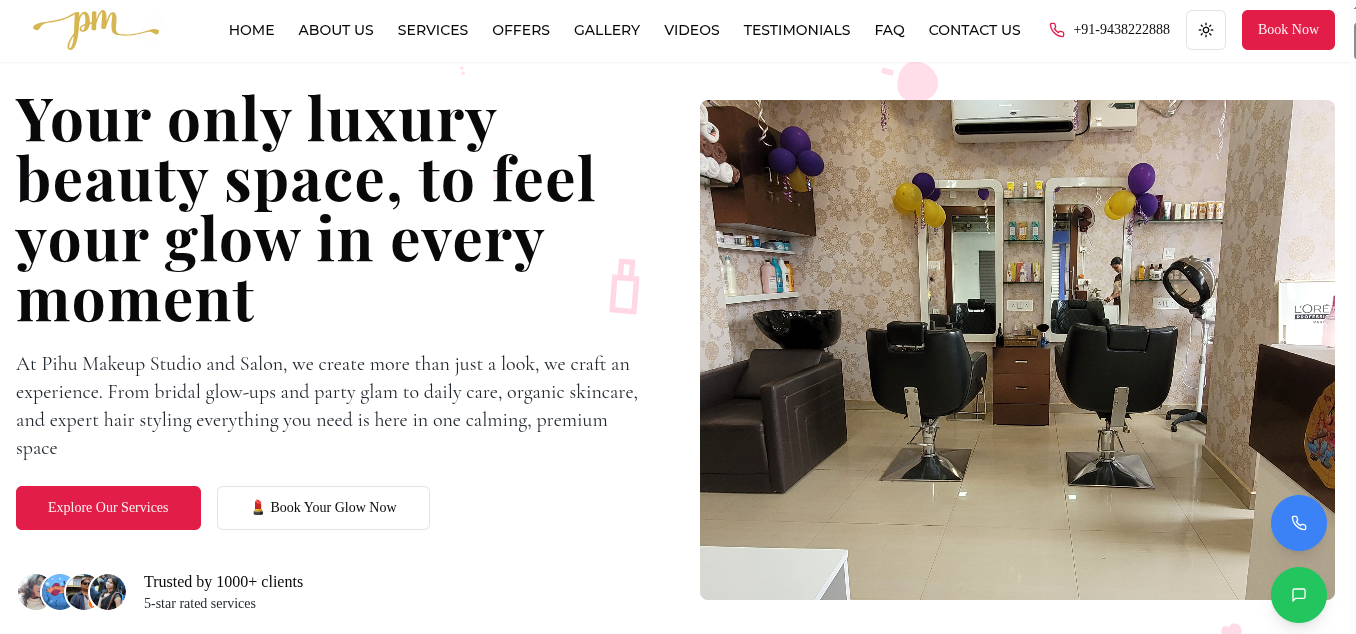 pm
HOME ABOUT US SERVICES OFFERS GALLERY VIDEOS TESTIMONIALS FAQ CONTACT US +91-9438222888 Book Now
Your only luxury
beauty space, to feel
your glow in every
moment
At Pihu Makeup Studio and Salon, we create more than just a look, we craft an
experience. From bridal glow-ups and party glam to daily care, organic skincare,
and expert hair styling everything you need is here in one calming, premium
space
Explore Our Services 💄 Book Your Glow Now
Trusted by 1000+ clients
5-star rated services
L'ORÉ